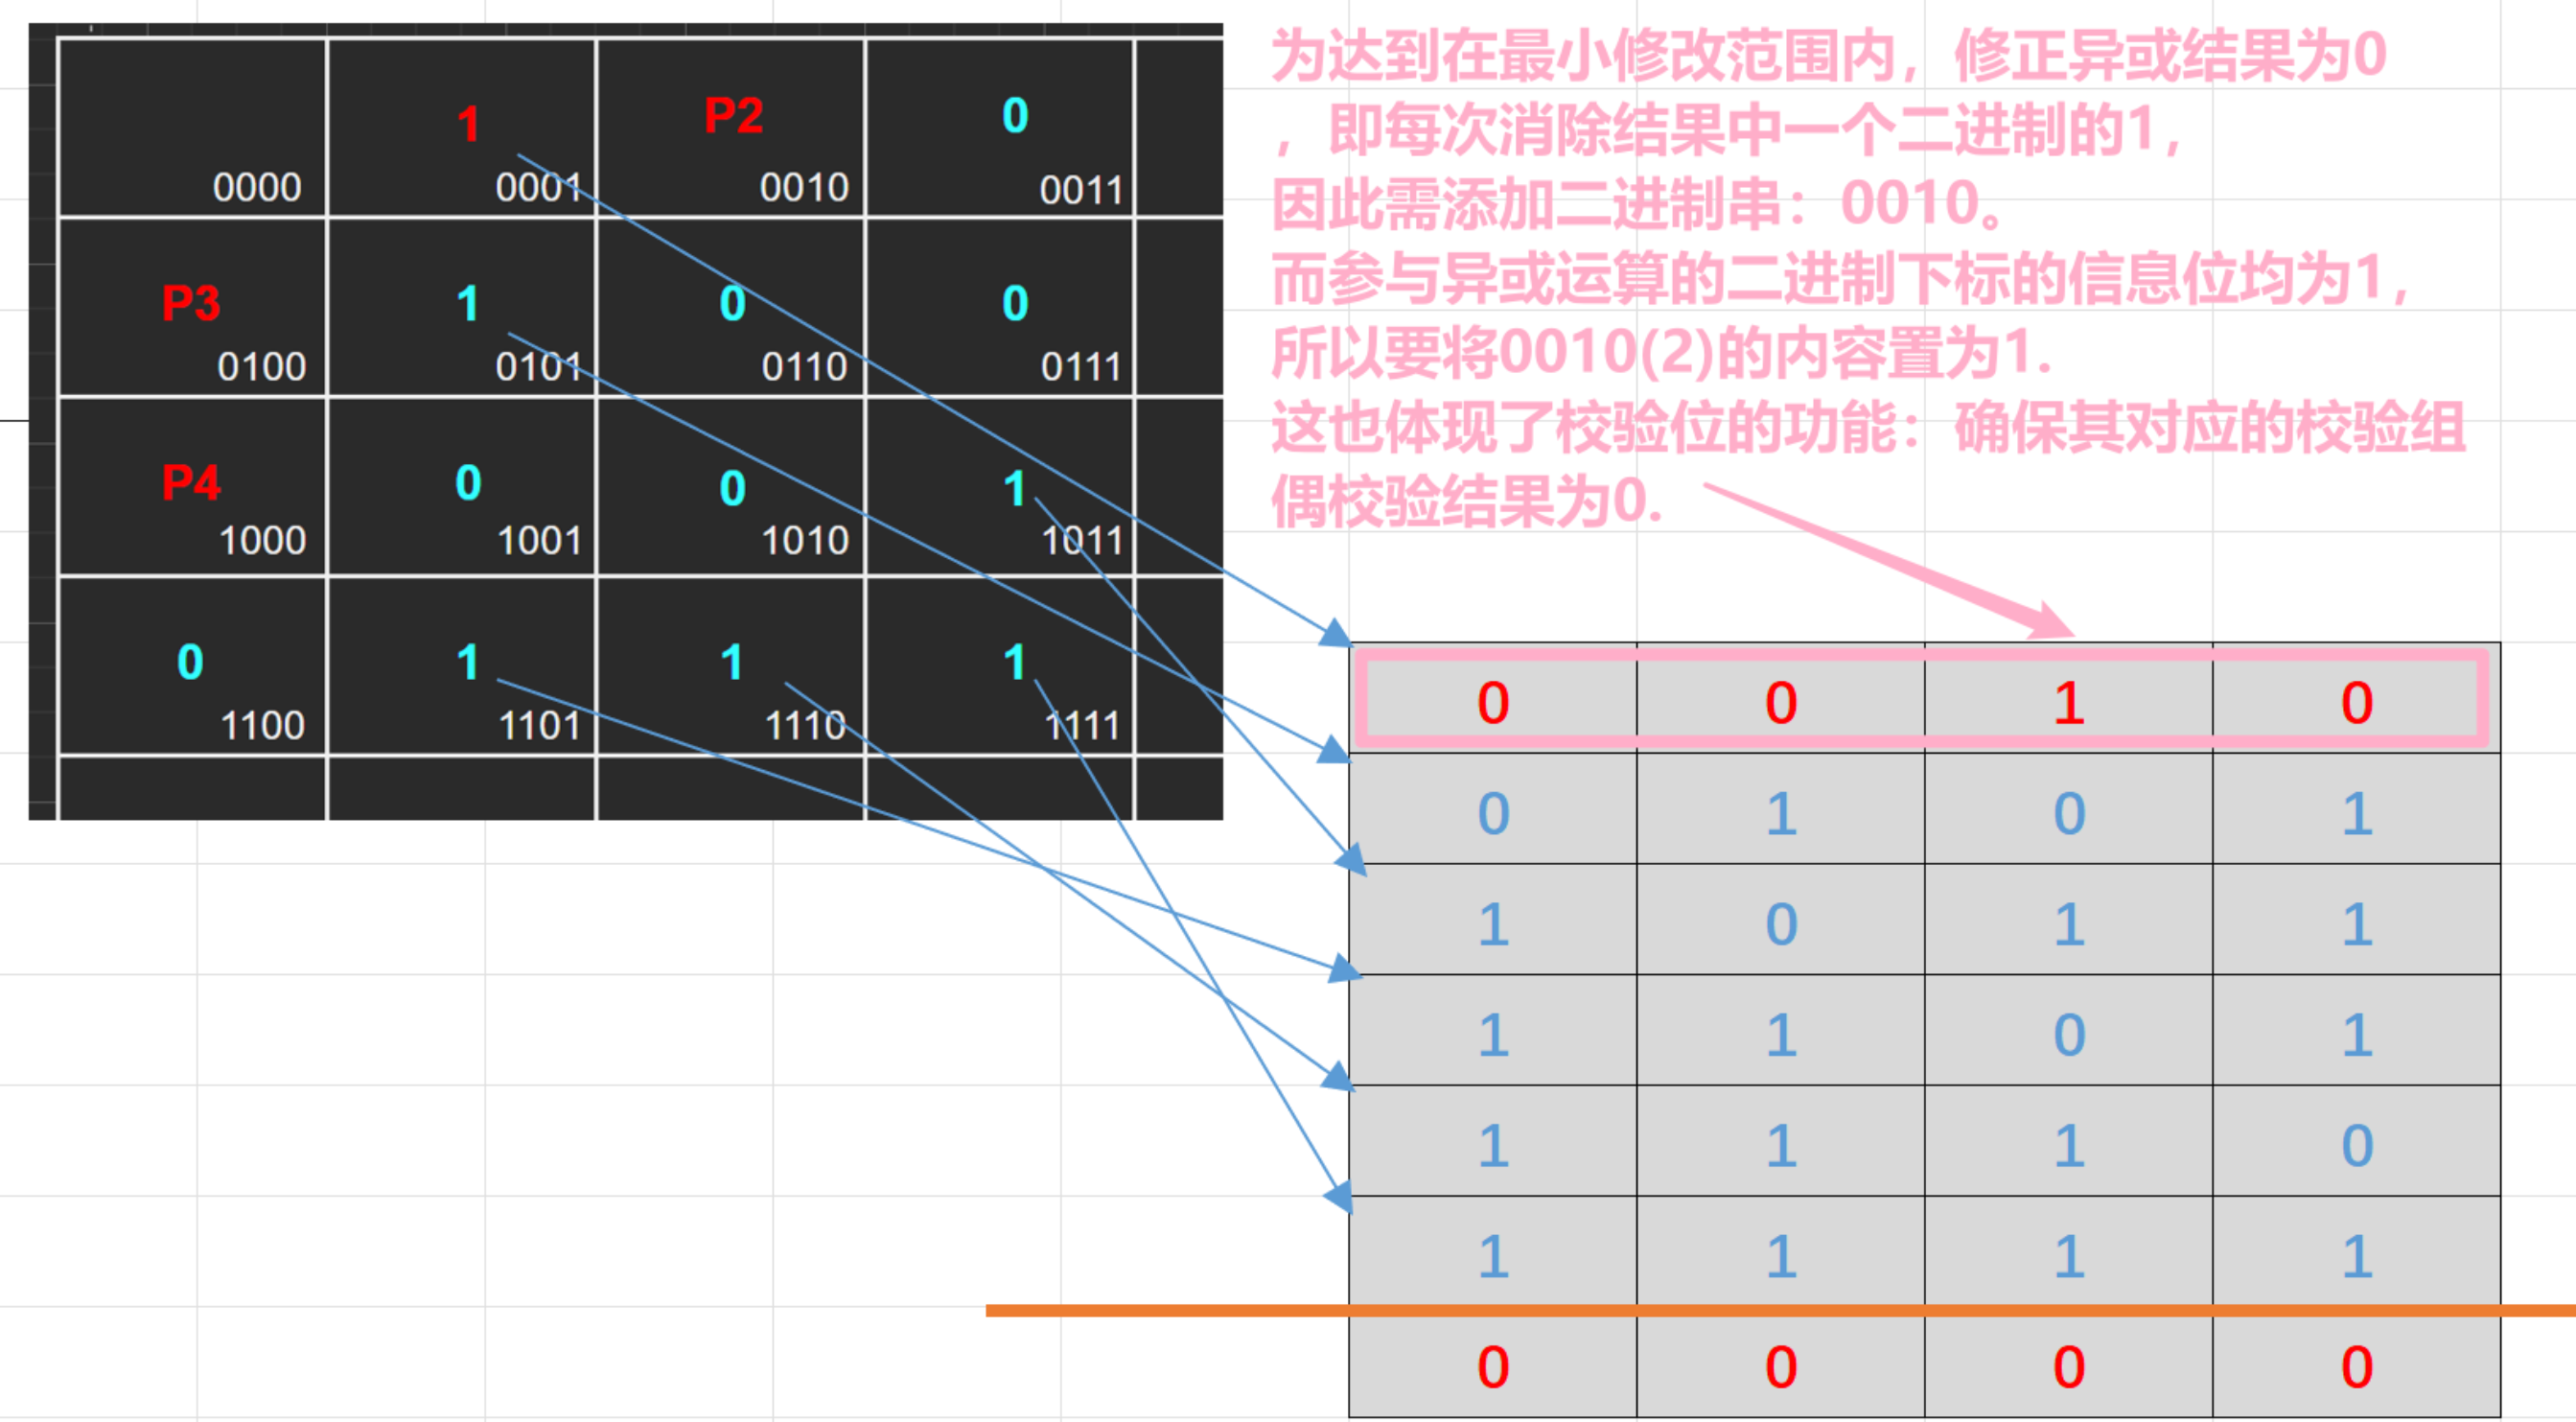 1 P2 0
0000 0001 0010 0011
P3 1 0 0
0100 0101 0110 0111
P4 0 0 1
1000 1001 1010 1011
0 1 1 1
1100 1101 1110 1111
为达到在最小修改范围内，修正异或结果为0
，即每次消除结果中一个二进制的1，
因此需添加二进制串：0010。
而参与异或运算的二进制下标的信息位均为1，
所以要将0010(2)的内容置为1.
这也体现了校验位的功能：确保其对应的校验组
偶校验结果为0.
0 0 1 0
0 1 0 1
1 0 1 1
1 1 0 1
1 1 1 0
1 1 1 1
0 0 0 0